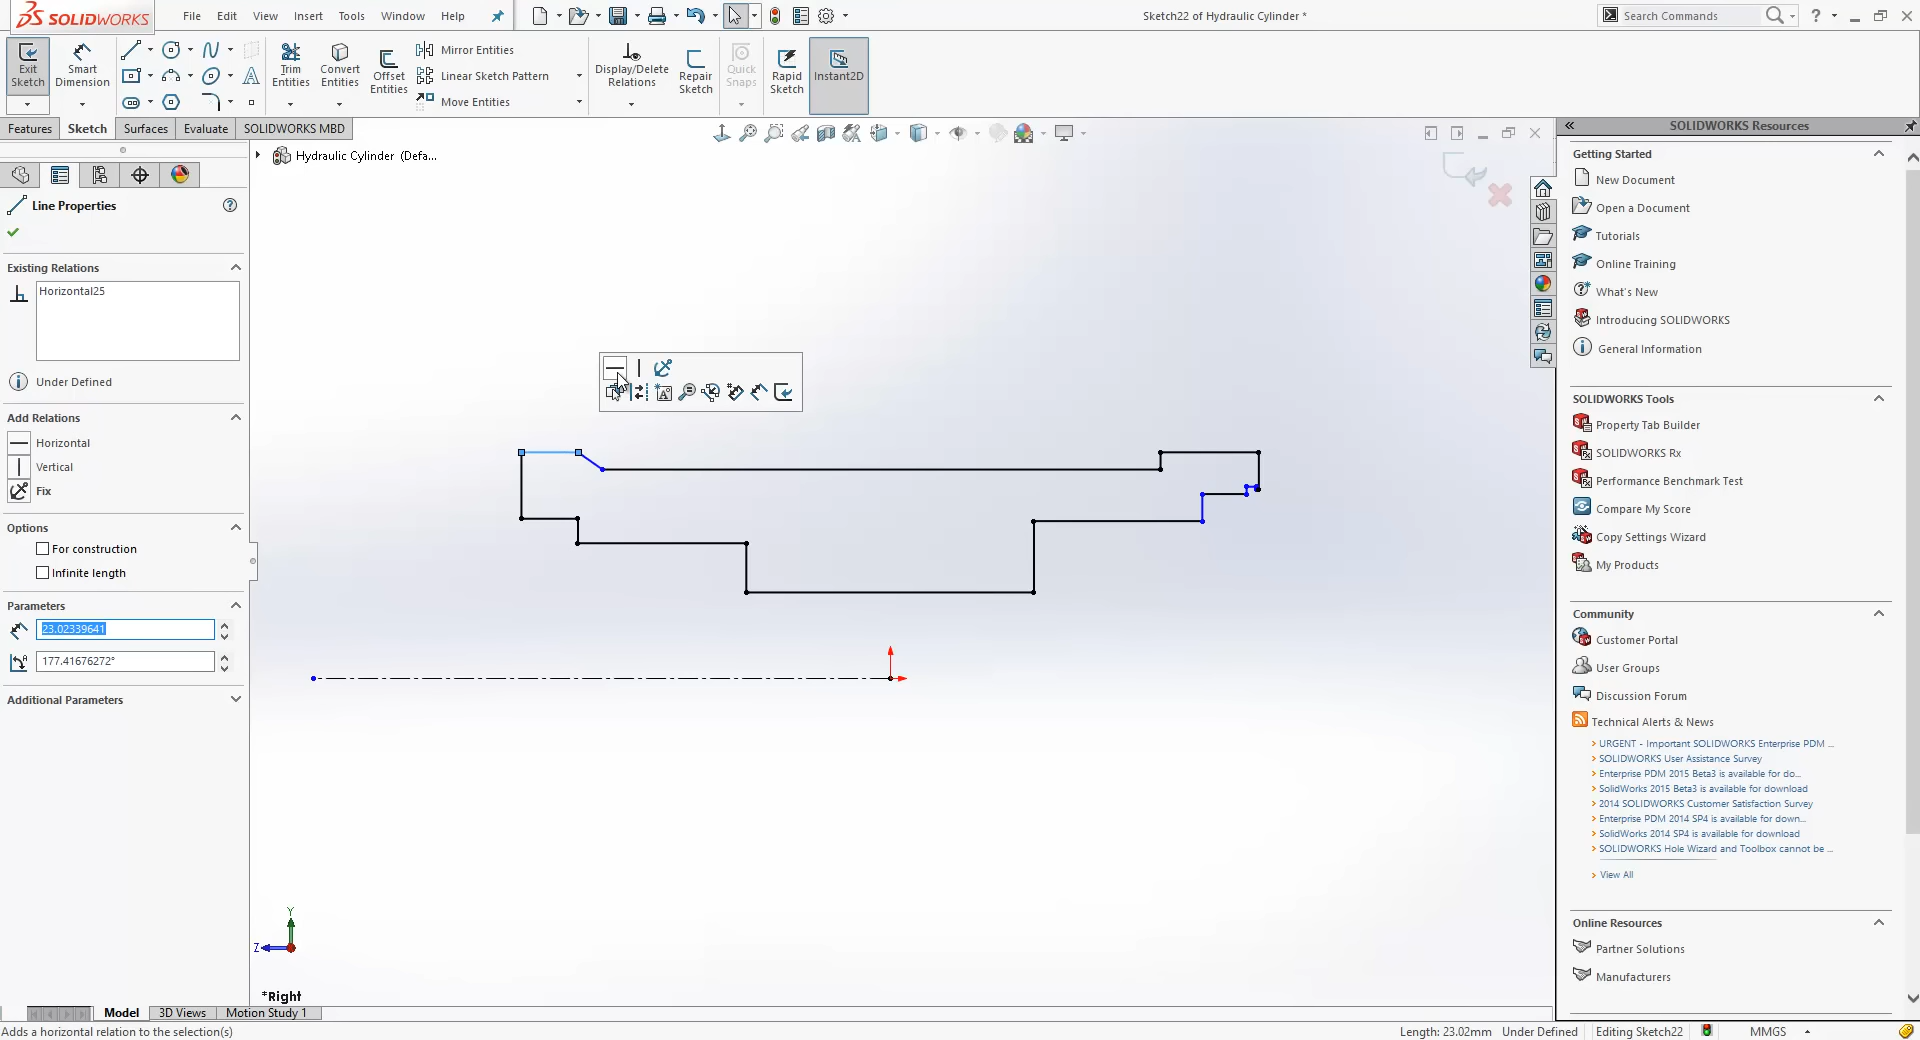 SOLIDWORKS
File
Edit
View
Insert
Tools
Window
Help
Sketch22 of Hydraulic Cylinder *
Search Commands
Exit Sketch
Smart Dimension
Trim Entities
Convert Entities
Offset Entities
Mirror Entities
Linear Sketch Pattern
Move Entities
Display/Delete Relations
Repair Sketch
Quick Snaps
Rapid Sketch
Instant2D
Features
Sketch
Surfaces
Evaluate
SOLIDWORKS MBD
Hydraulic Cylinder (Defa...
Line Properties
Existing Relations
Horizontal25
Under Defined
Add Relations
Horizontal
Vertical
Fix
Options
For construction
Infinite length
Parameters
23.02339641
177.41676272°
Additional Parameters
Y
Z
*Right
SOLIDWORKS Resources
Getting Started
New Document
Open a Document
Tutorials
Online Training
What's New
Introducing SOLIDWORKS
General Information
SOLIDWORKS Tools
Property Tab Builder
SOLIDWORKS Rx
Performance Benchmark Test
Compare My Score
Copy Settings Wizard
My Products
Community
Customer Portal
User Groups
Discussion Forum
Technical Alerts & News
URGENT - Important SOLIDWORKS Enterprise PDM ...
SOLIDWORKS User Assistance Survey
Enterprise PDM 2015 Beta3 is available for do...
SolidWorks 2015 Beta3 is available for download
2014 SOLIDWORKS Customer Satisfaction Survey
Enterprise PDM 2014 SP4 is available for down...
SolidWorks 2014 SP4 is available for download
SOLIDWORKS Hole Wizard and Toolbox cannot be ...
View All
Online Resources
Partner Solutions
Manufacturers
Model
3D Views
Motion Study 1
Adds a horizontal relation to the selection(s)
Length: 23.02mm
Under Defined
Editing Sketch22
MMGS